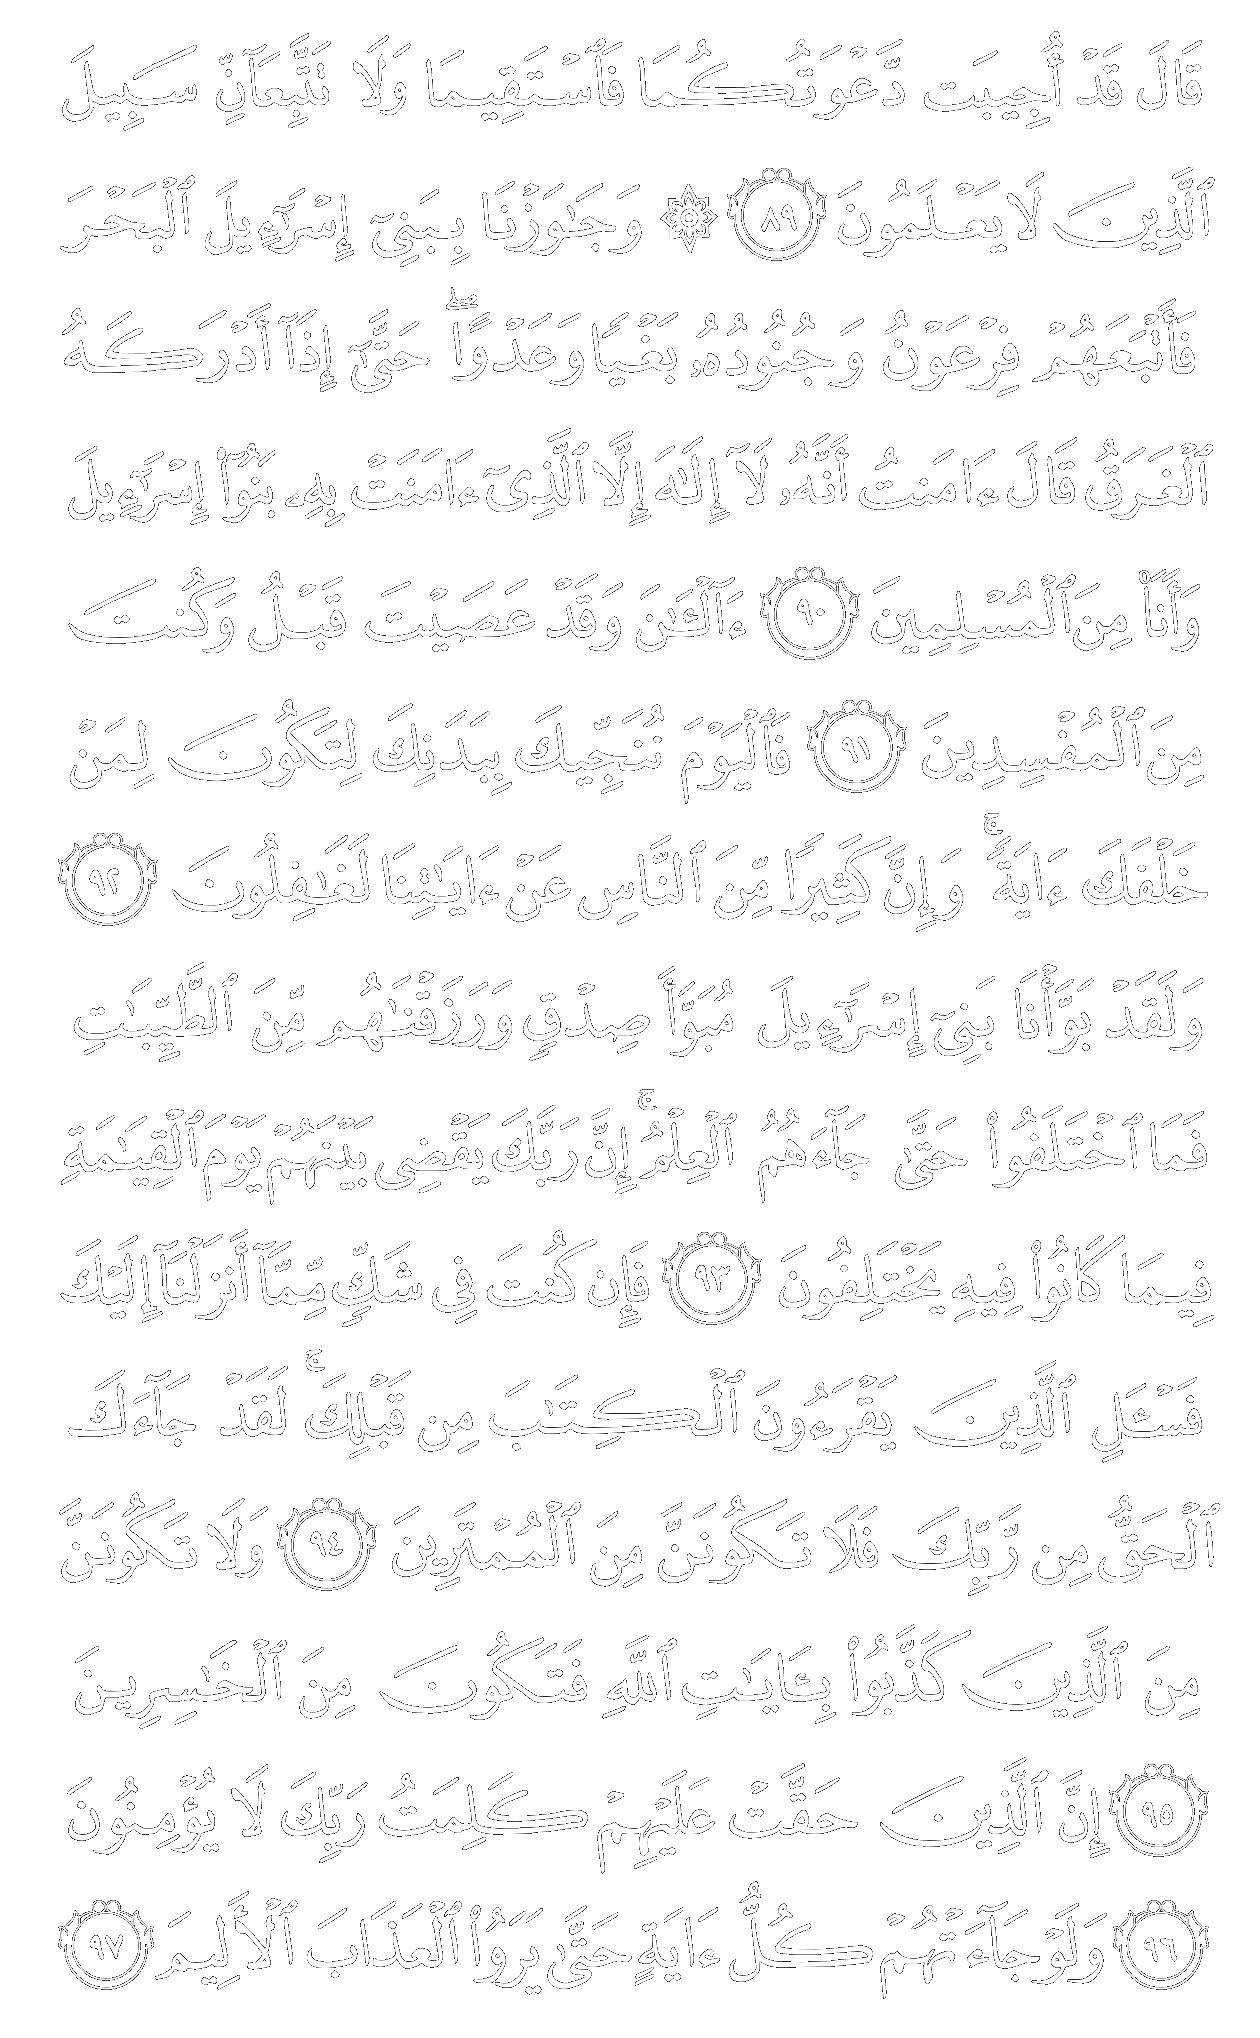 قَالَ قَدْ أُجِيبَت دَّعْوَتُكُمَا فَٱسْتَقِيمَا وَلَا تَتَّبِعَآنِّ سَبِيلَ
ٱلَّذِينَ لَا يَعْلَمُونَ ٨٩ ۞ وَجَـٰوَزْنَا بِبَنِىٓ إِسْرَٰٓءِيلَ ٱلْبَحْرَ
فَأَتْبَعَهُمْ فِرْعَوْنُ وَجُنُودُهُۥ بَغْيًا وَعَدْوًا ۖ حَتَّىٰٓ إِذَآ أَدْرَكَهُ
ٱلْغَرَقُ قَالَ ءَامَنتُ أَنَّهُۥ لَآ إِلَـٰهَ إِلَّا ٱلَّذِىٓ ءَامَنَتْ بِهِۦ بَنُوٓا۟ إِسْرَٰٓءِيلَ
وَأَنَا۠ مِنَ ٱلْمُسْلِمِينَ ٩٠ ءَآلْـَٔـٰنَ وَقَدْ عَصَيْتَ قَبْلُ وَكُنتَ
مِنَ ٱلْمُفْسِدِينَ ٩١ فَٱلْيَوْمَ نُنَجِّيكَ بِبَدَنِكَ لِتَكُونَ لِمَنْ
خَلْفَكَ ءَايَةً ۚ وَإِنَّ كَثِيرًا مِّنَ ٱلنَّاسِ عَنْ ءَايَـٰتِنَا لَغَـٰفِلُونَ ٩٢
وَلَقَدْ بَوَّأْنَا بَنِىٓ إِسْرَٰٓءِيلَ مُبَوَّأَ صِدْقٍ وَرَزَقْنَـٰهُم مِّنَ ٱلطَّيِّبَـٰتِ
فَمَا ٱخْتَلَفُوا۟ حَتَّىٰ جَآءَهُمُ ٱلْعِلْمُ ۚ إِنَّ رَبَّكَ يَقْضِى بَيْنَهُمْ يَوْمَ ٱلْقِيَـٰمَةِ
فِيمَا كَانُوا۟ فِيهِ يَخْتَلِفُونَ ٩٣ فَإِن كُنتَ فِى شَكٍّ مِّمَّآ أَنزَلْنَآ إِلَيْكَ
فَسْـَٔلِ ٱلَّذِينَ يَقْرَءُونَ ٱلْكِتَـٰبَ مِن قَبْلِكَ ۚ لَقَدْ جَآءَكَ
ٱلْحَقُّ مِن رَّبِّكَ فَلَا تَكُونَنَّ مِنَ ٱلْمُمْتَرِينَ ٩٤ وَلَا تَكُونَنَّ
مِنَ ٱلَّذِينَ كَذَّبُوا۟ بِـَٔايَـٰتِ ٱللَّهِ فَتَكُونَ مِنَ ٱلْخَـٰسِرِينَ
٩٥ إِنَّ ٱلَّذِينَ حَقَّتْ عَلَيْهِمْ كَلِمَتُ رَبِّكَ لَا يُؤْمِنُونَ
٩٦ وَلَوْ جَآءَتْهُمْ كُلُّ ءَايَةٍ حَتَّىٰ يَرَوُا۟ ٱلْعَذَابَ ٱلْأَلِيمَ ٩٧